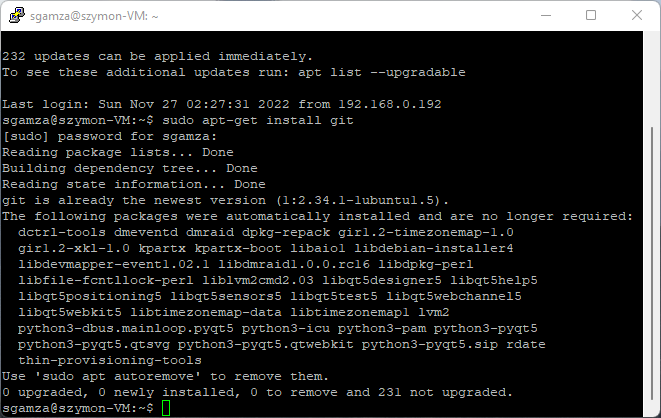 sgamza@szymon-VM: ~
232 updates can be applied immediately.
To see these additional updates run: apt list --upgradable
Last login: Sun Nov 27 02:27:31 2022 from 192.168.0.192
sgamza@szymon-VM:~$ sudo apt-get install git
[sudo] password for sgamza:
Reading package lists... Done
Building dependency tree... Done
Reading state information... Done
git is already the newest version (1:2.34.1-1ubuntu1.5).
The following packages were automatically installed and are no longer required:
dctrl-tools dmeventd dmraid dpkg-repack gir1.2-timezonemap-1.0
gir1.2-xkl-1.0 kpartx kpartx-boot libaio1 libdebian-installer4
libdevmapper-event1.02.1 libdmraid1.0.0.rc16 libdpkg-perl
libfile-fcntllock-perl liblvm2cmd2.03 libqt5designer5 libqt5help5
libqt5positioning5 libqt5sensors5 libqt5test5 libqt5webchannel5
libqt5webkit5 libtimezonemap-data libtimezonemap1 lvm2
python3-dbus.mainloop.pyqt5 python3-icu python3-pam python3-pyqt5
python3-pyqt5.qtsvg python3-pyqt5.qtwebkit python3-pyqt5.sip rdate
thin-provisioning-tools
Use 'sudo apt autoremove' to remove them.
0 upgraded, 0 newly installed, 0 to remove and 231 not upgraded.
sgamza@szymon-VM:~$